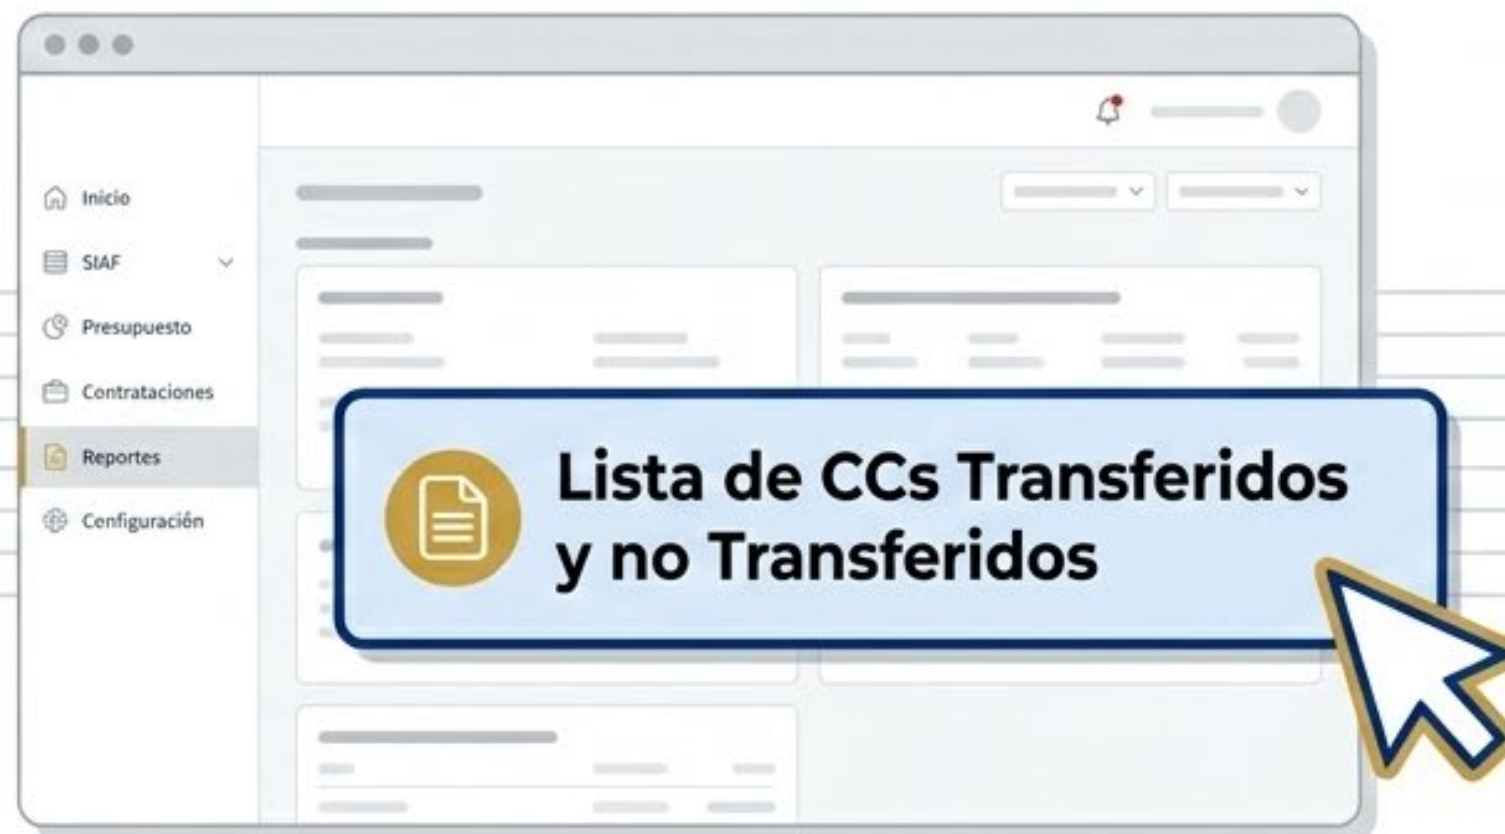 Inicio
SIAF
Presupuesto
Contrataciones
Reportes
Configuración
Lista de CCs Transferidos
y no Transferidos